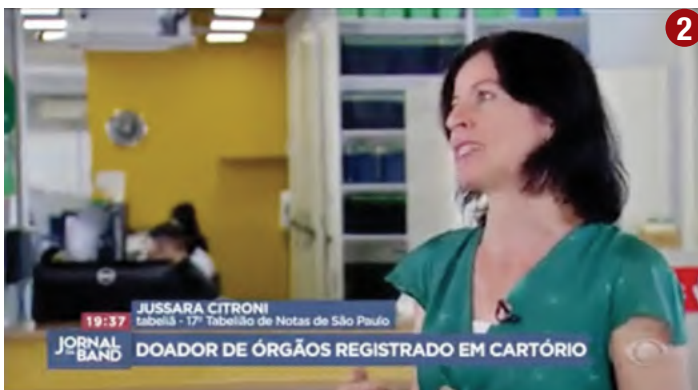 2
JUSSARA CITRONI
tabeliã - 17º Tabelião de Notas de São Paulo
19:37
JORNAL DA BAND
DOADOR DE ÓRGÃOS REGISTRADO EM CARTÓRIO